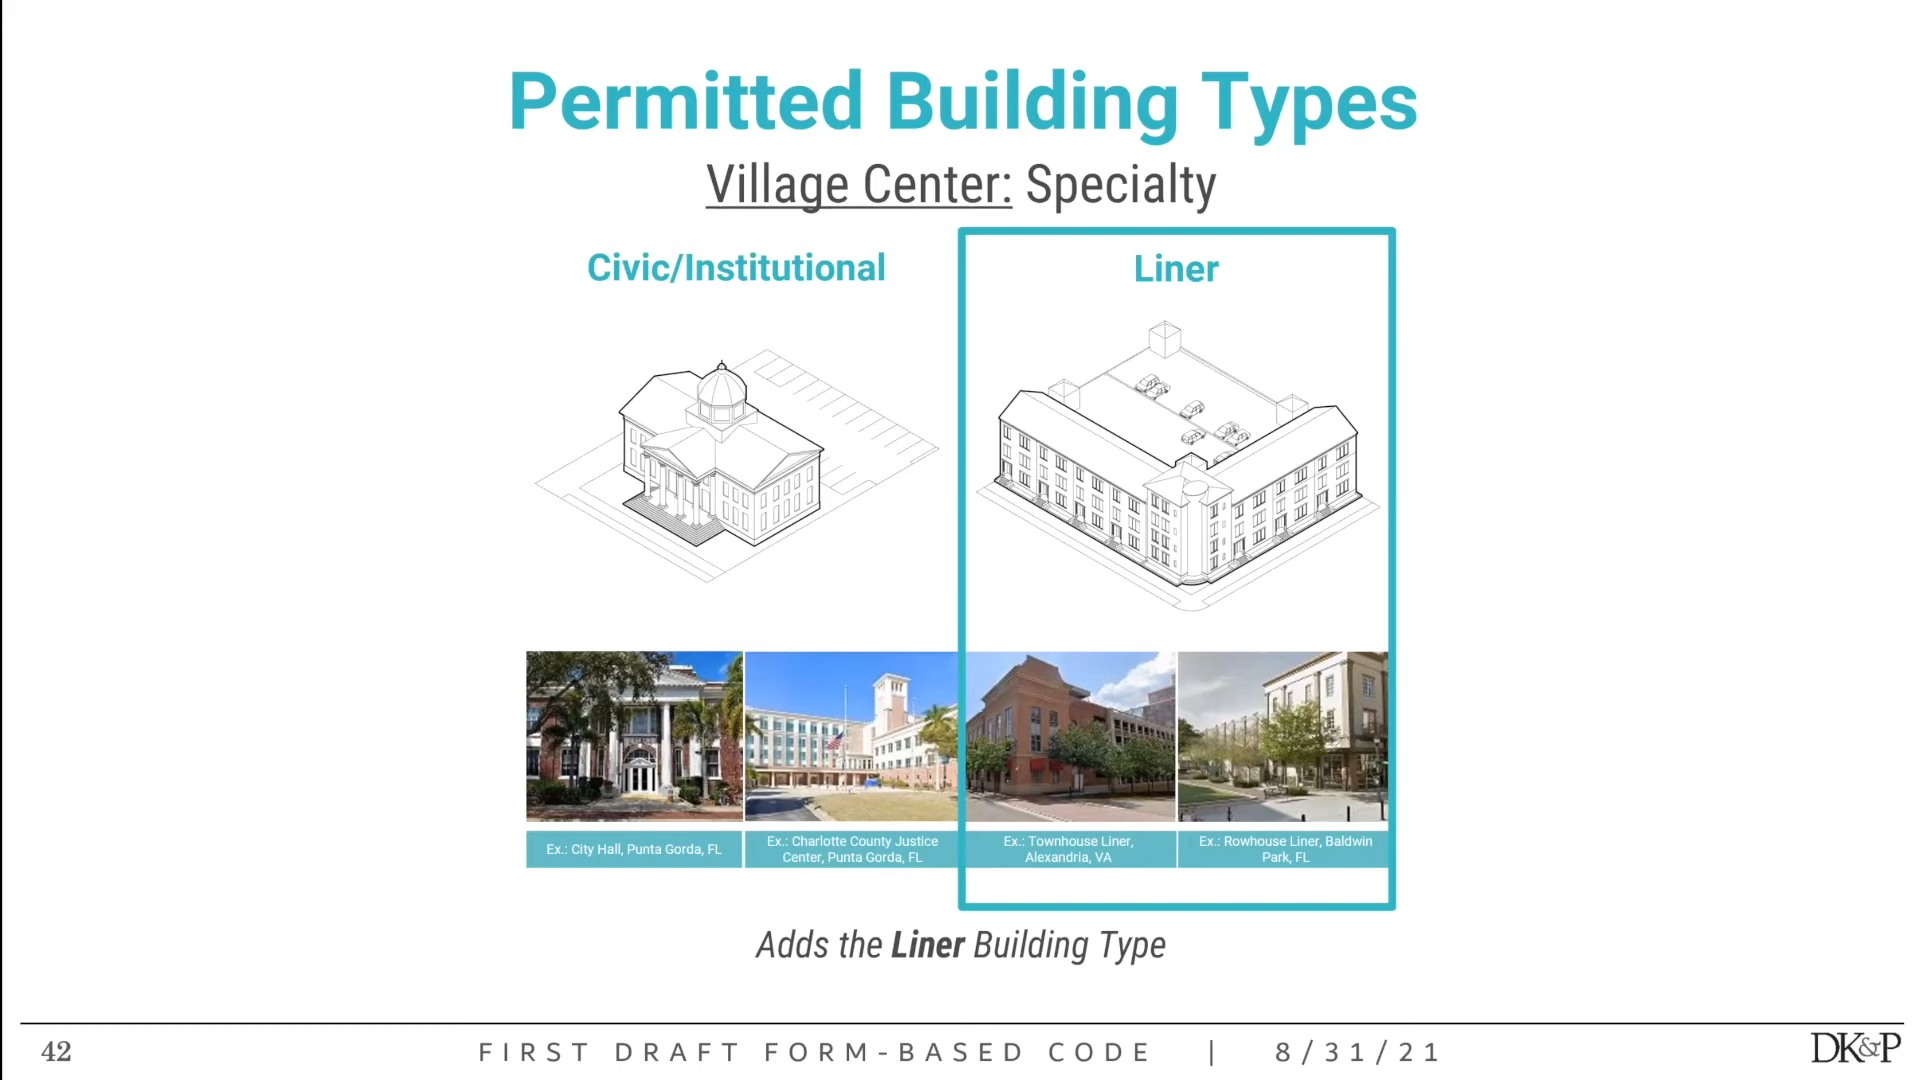 Permitted Building Types
Village Center: Specialty
Civic/Institutional
Liner
Ex.: City Hall, Punta Gorda, FL
Ex.: Charlotte County Justice
Center, Punta Gorda, FL
Ex.: Townhouse Liner,
Alexandria, VA
Ex.: Rowhouse Liner, Baldwin
Park, FL
Adds the Liner Building Type
42
FIRST DRAFT FORM-BASED CODE | 8/31/21
DK&P